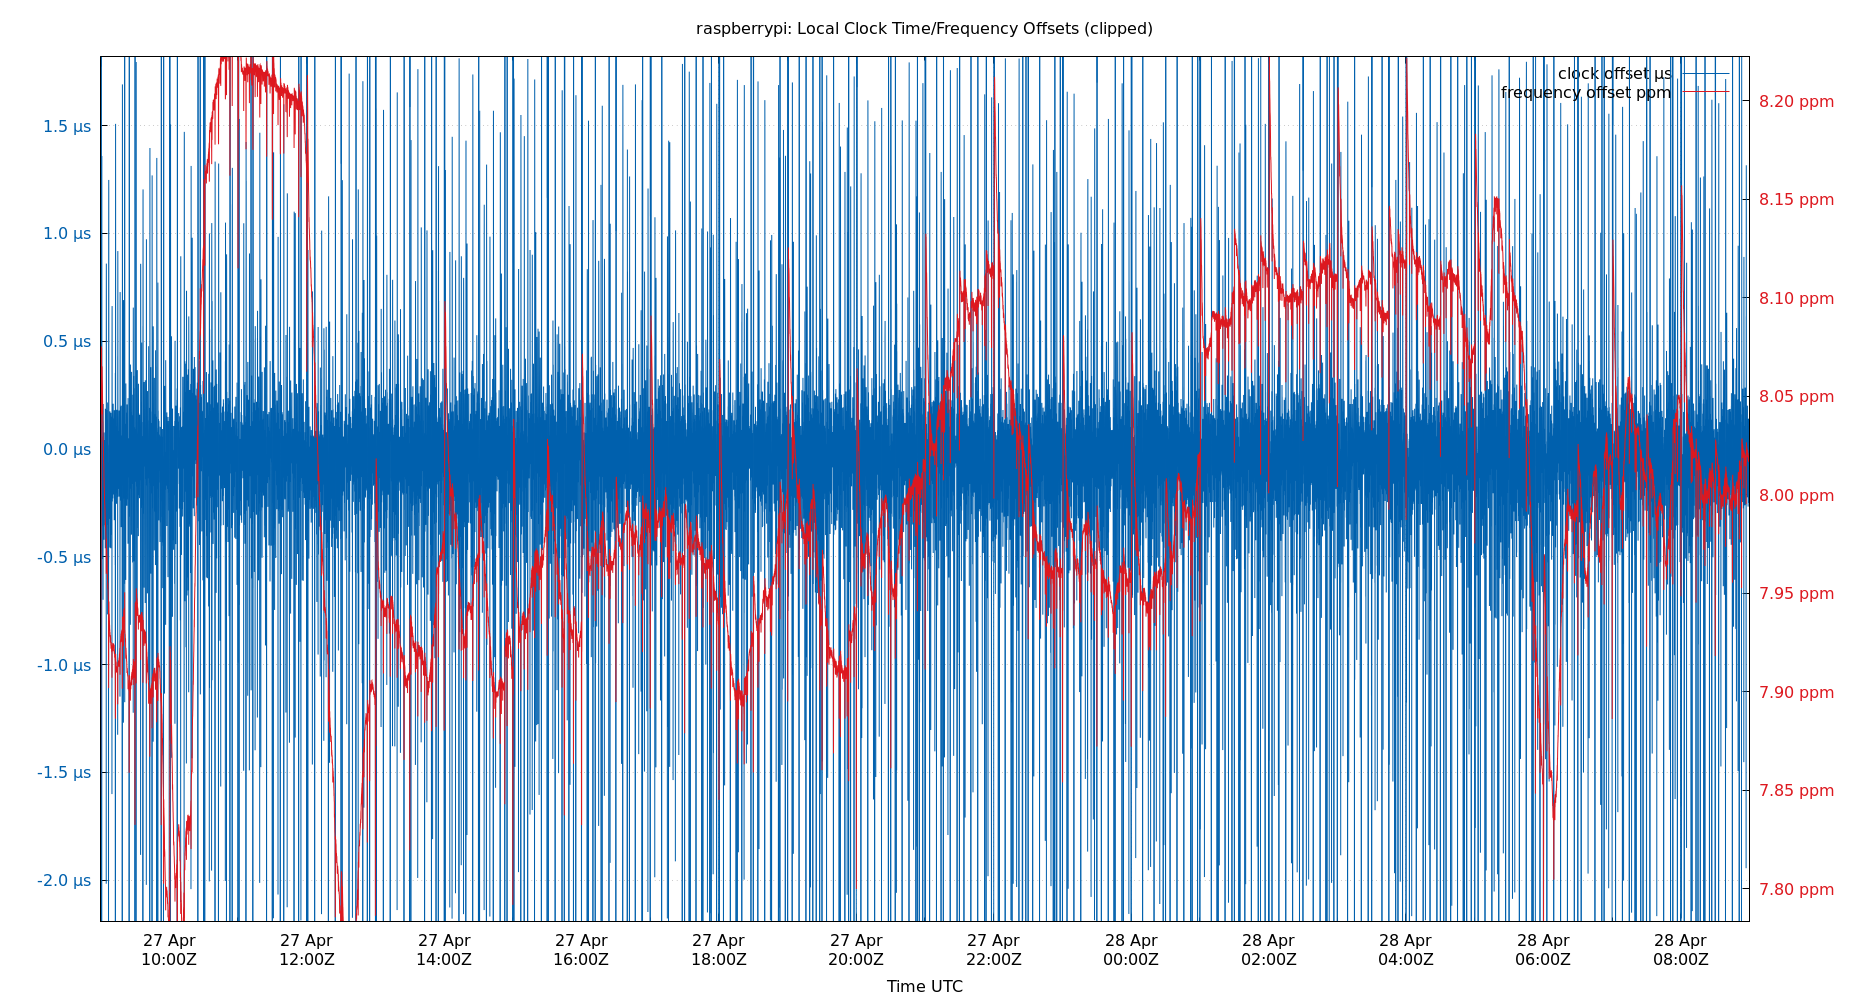 raspberrypi: Local Clock Time/Frequency Offsets (clipped)
clock offset µs
frequency offset ppm
1.5 µs
1.0 µs
0.5 µs
0.0 µs
-0.5 µs
-1.0 µs
-1.5 µs
-2.0 µs
8.20 ppm
8.15 ppm
8.10 ppm
8.05 ppm
8.00 ppm
7.95 ppm
7.90 ppm
7.85 ppm
7.80 ppm
27 Apr 27 Apr 27 Apr 27 Apr 27 Apr 27 Apr 27 Apr 28 Apr 28 Apr 28 Apr 28 Apr 28 Apr
10:00Z 12:00Z 14:00Z 16:00Z 18:00Z 20:00Z 22:00Z 00:00Z 02:00Z 04:00Z 06:00Z 08:00Z
Time UTC